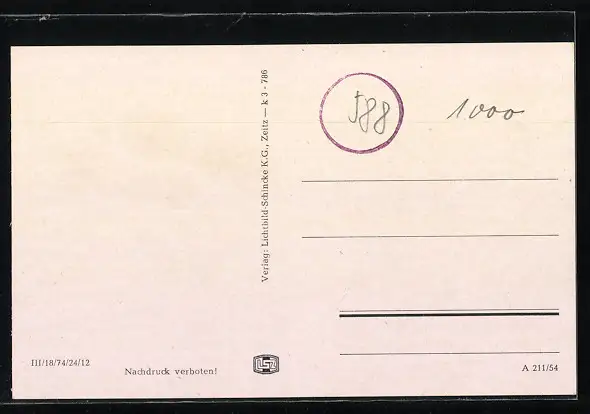 588
1000
Verlag: Lichtbild-Schincke K.G., Zeitz — k 3 - 786
III/18/74/24/12
Nachdruck verboten!
A 211/54